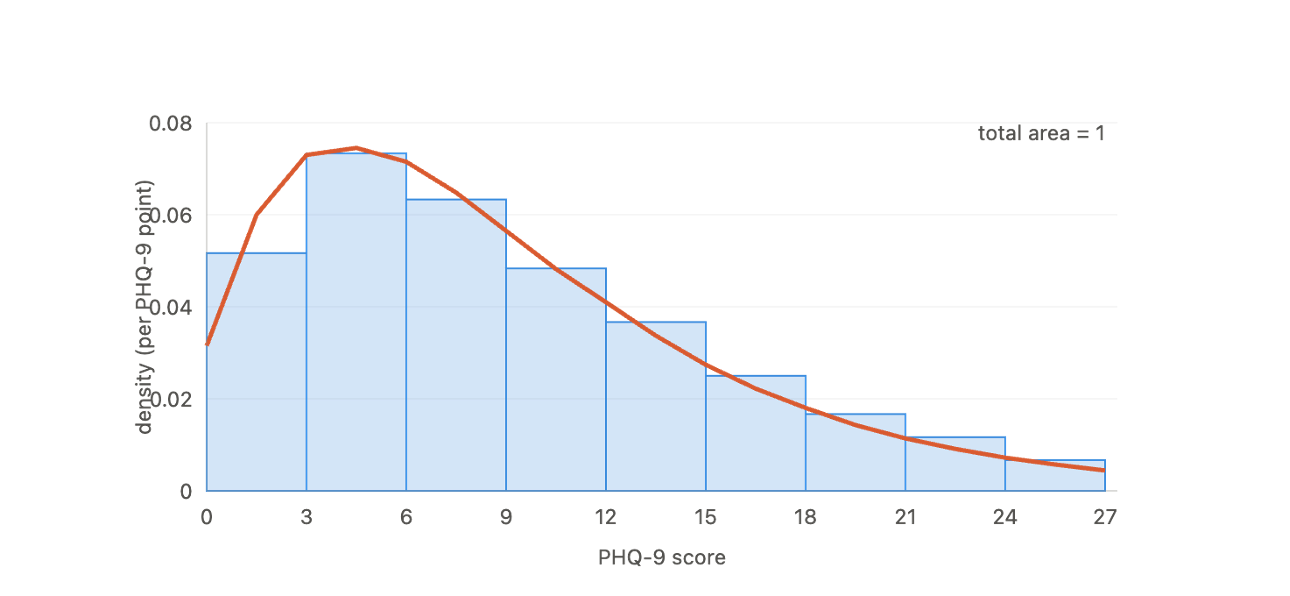 total area = 1
0.08
0.06
0.04
0.02
0
density (per PHQ-9 point)
0 3 6 9 12 15 18 21 24 27
PHQ-9 score